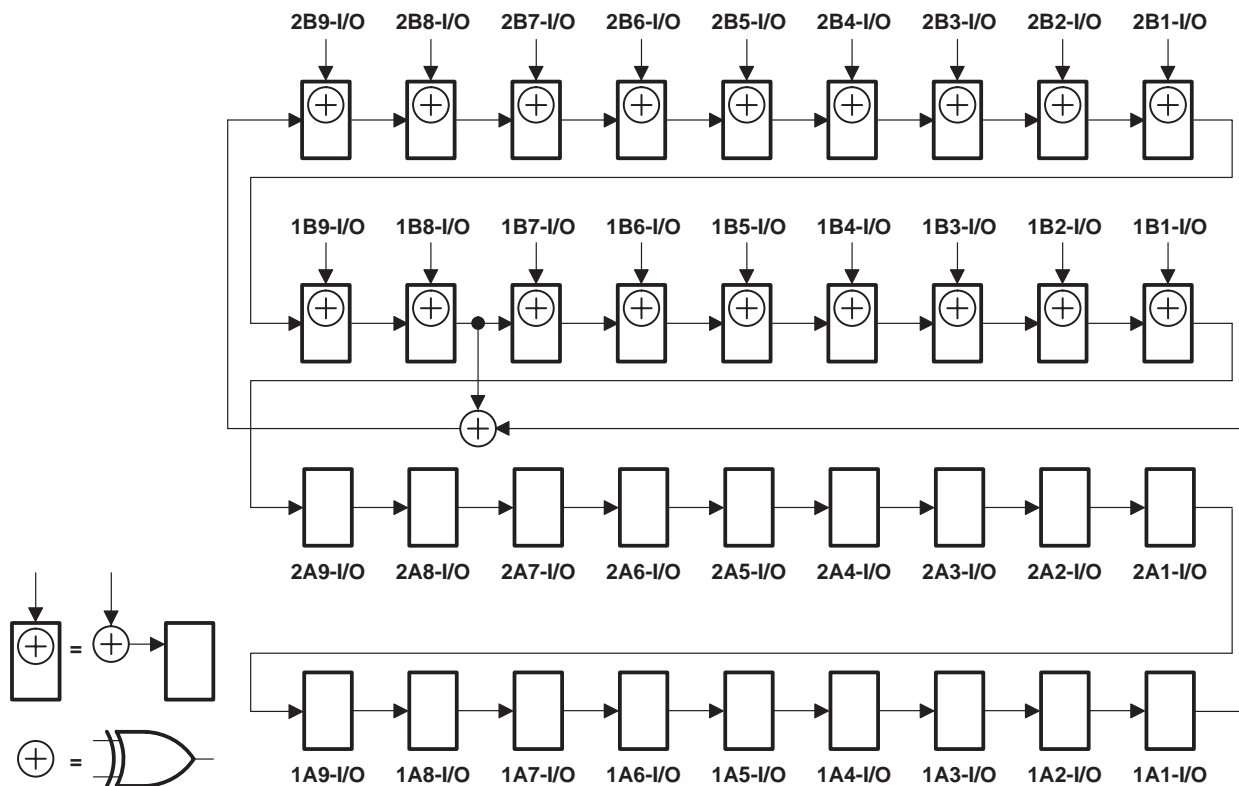 2B9-I/O 2B8-I/O 2B7-I/O 2B6-I/O 2B5-I/O 2B4-I/O 2B3-I/O 2B2-I/O 2B1-I/O
1B9-I/O 1B8-I/O 1B7-I/O 1B6-I/O 1B5-I/O 1B4-I/O 1B3-I/O 1B2-I/O 1B1-I/O
2A9-I/O 2A8-I/O 2A7-I/O 2A6-I/O 2A5-I/O 2A4-I/O 2A3-I/O 2A2-I/O 2A1-I/O
=
=
1A9-I/O 1A8-I/O 1A7-I/O 1A6-I/O 1A5-I/O 1A4-I/O 1A3-I/O 1A2-I/O 1A1-I/O